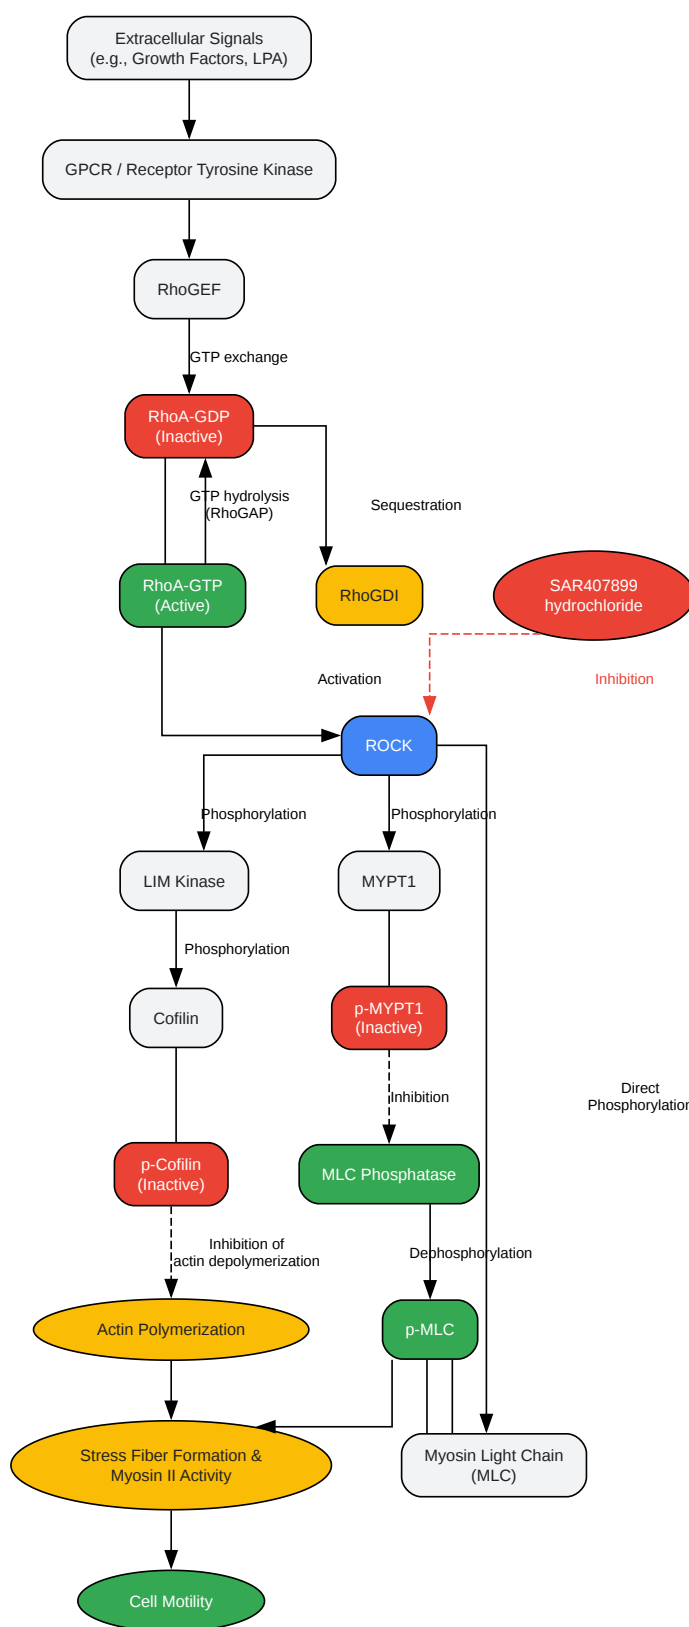 Extracellular Signals
(e.g., Growth Factors, LPA)
GPCR / Receptor Tyrosine Kinase
RhoGEF
GTP exchange
RhoA-GDP
(Inactive)
GTP hydrolysis
(RhoGAP)
Sequestration
RhoA-GTP
(Active)
RhoGDI
SAR407899
hydrochloride
Activation
Inhibition
ROCK
Phosphorylation
Phosphorylation
LIM Kinase
MYPT1
Phosphorylation
Cofilin
p-MYPT1
(Inactive)
Inhibition
Direct
Phosphorylation
p-Cofilin
(Inactive)
MLC Phosphatase
Inhibition of
actin depolymerization
Dephosphorylation
Actin Polymerization
p-MLC
Stress Fiber Formation &
Myosin II Activity
Myosin Light Chain
(MLC)
Cell Motility